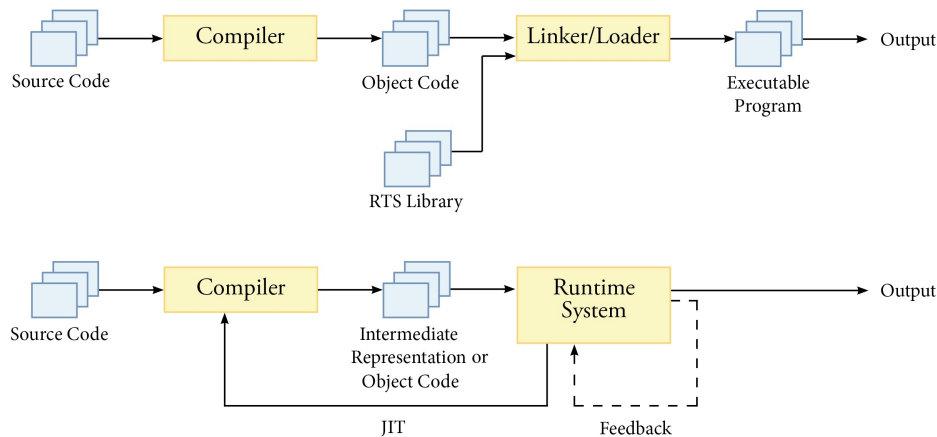 Compiler
Linker/Loader
Output
Source Code
Object Code
Executable
Program
RTS Library
Compiler
Runtime
System
Output
Source Code
Intermediate
Representation or
Object Code
JIT
Feedback